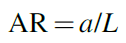 AR = a/L